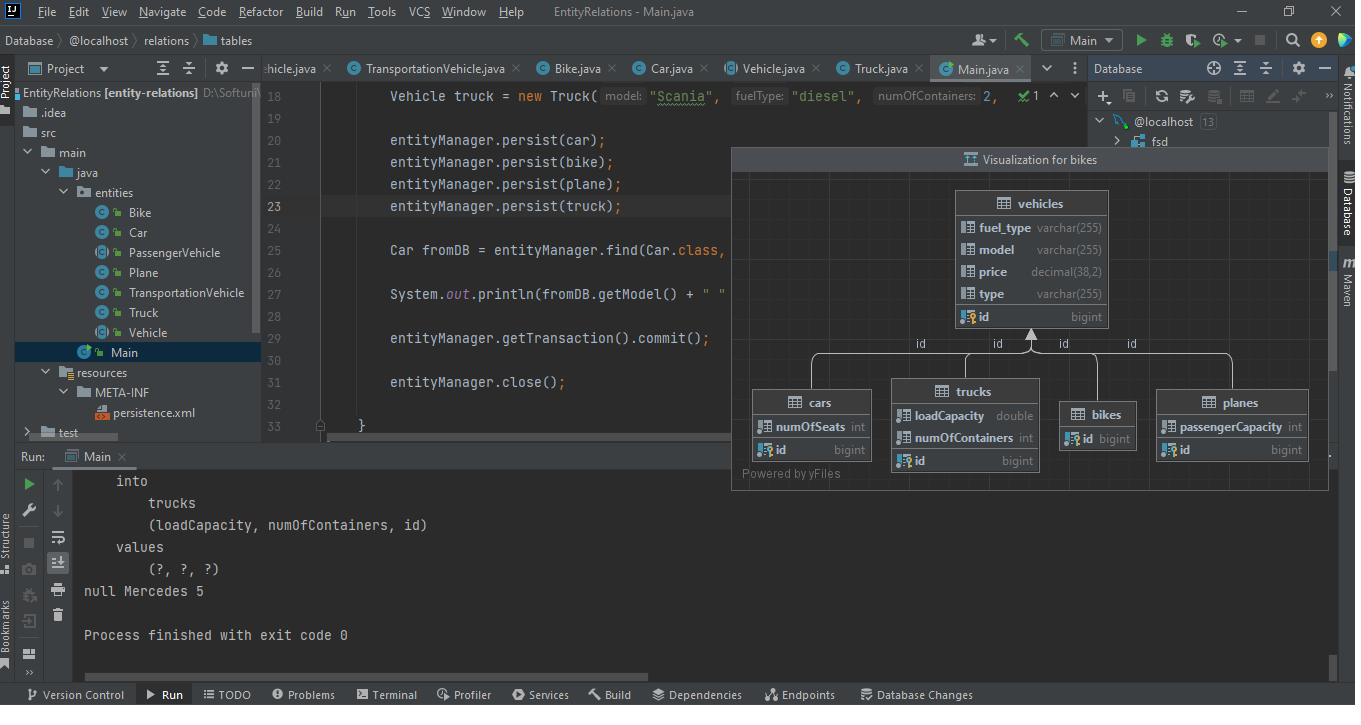 File Edit View Navigate Code Refactor Build Run Tools VCS Window Help EntityRelations - Main.java
Database @localhost relations tables Main
Project
Project
:hicle.java TransportationVehicle.java Bike.java Car.java Vehicle.java Truck.java Main.java
Database
Notifications
Database
Maven
EntityRelations [entity-relations] D:\Softuni\
.idea
src
main
java
entities
Bike
Car
PassengerVehicle
Plane
TransportationVehicle
Truck
Vehicle
Main
resources
META-INF
persistence.xml
test
18 Vehicle truck = new Truck( model: "Scania", fuelType: "diesel", numOfContainers: 2, 1
19
20 entityManager.persist(car);
21 entityManager.persist(bike);
22 entityManager.persist(plane);
23 entityManager.persist(truck);
24
25 Car fromDB = entityManager.find(Car.class,
26
27 System.out.println(fromDB.getModel() + " "
28
29 entityManager.getTransaction().commit();
30
31 entityManager.close();
32
33 }
@localhost 13
fsd
Visualization for bikes
vehicles
fuel_type varchar(255)
model varchar(255)
price decimal(38,2)
type varchar(255)
id bigint
id id id id
cars
numOfSeats int
id bigint
trucks
loadCapacity double
numOfContainers int
id bigint
bikes
id bigint
planes
passengerCapacity int
id bigint
Powered by yFiles
Run: Main
Structure
Bookmarks
into
trucks
(loadCapacity, numOfContainers, id)
values
(?, ?, ?)
null Mercedes 5
Process finished with exit code 0
Version Control Run TODO Problems Terminal Profiler Services Build Dependencies Endpoints Database Changes